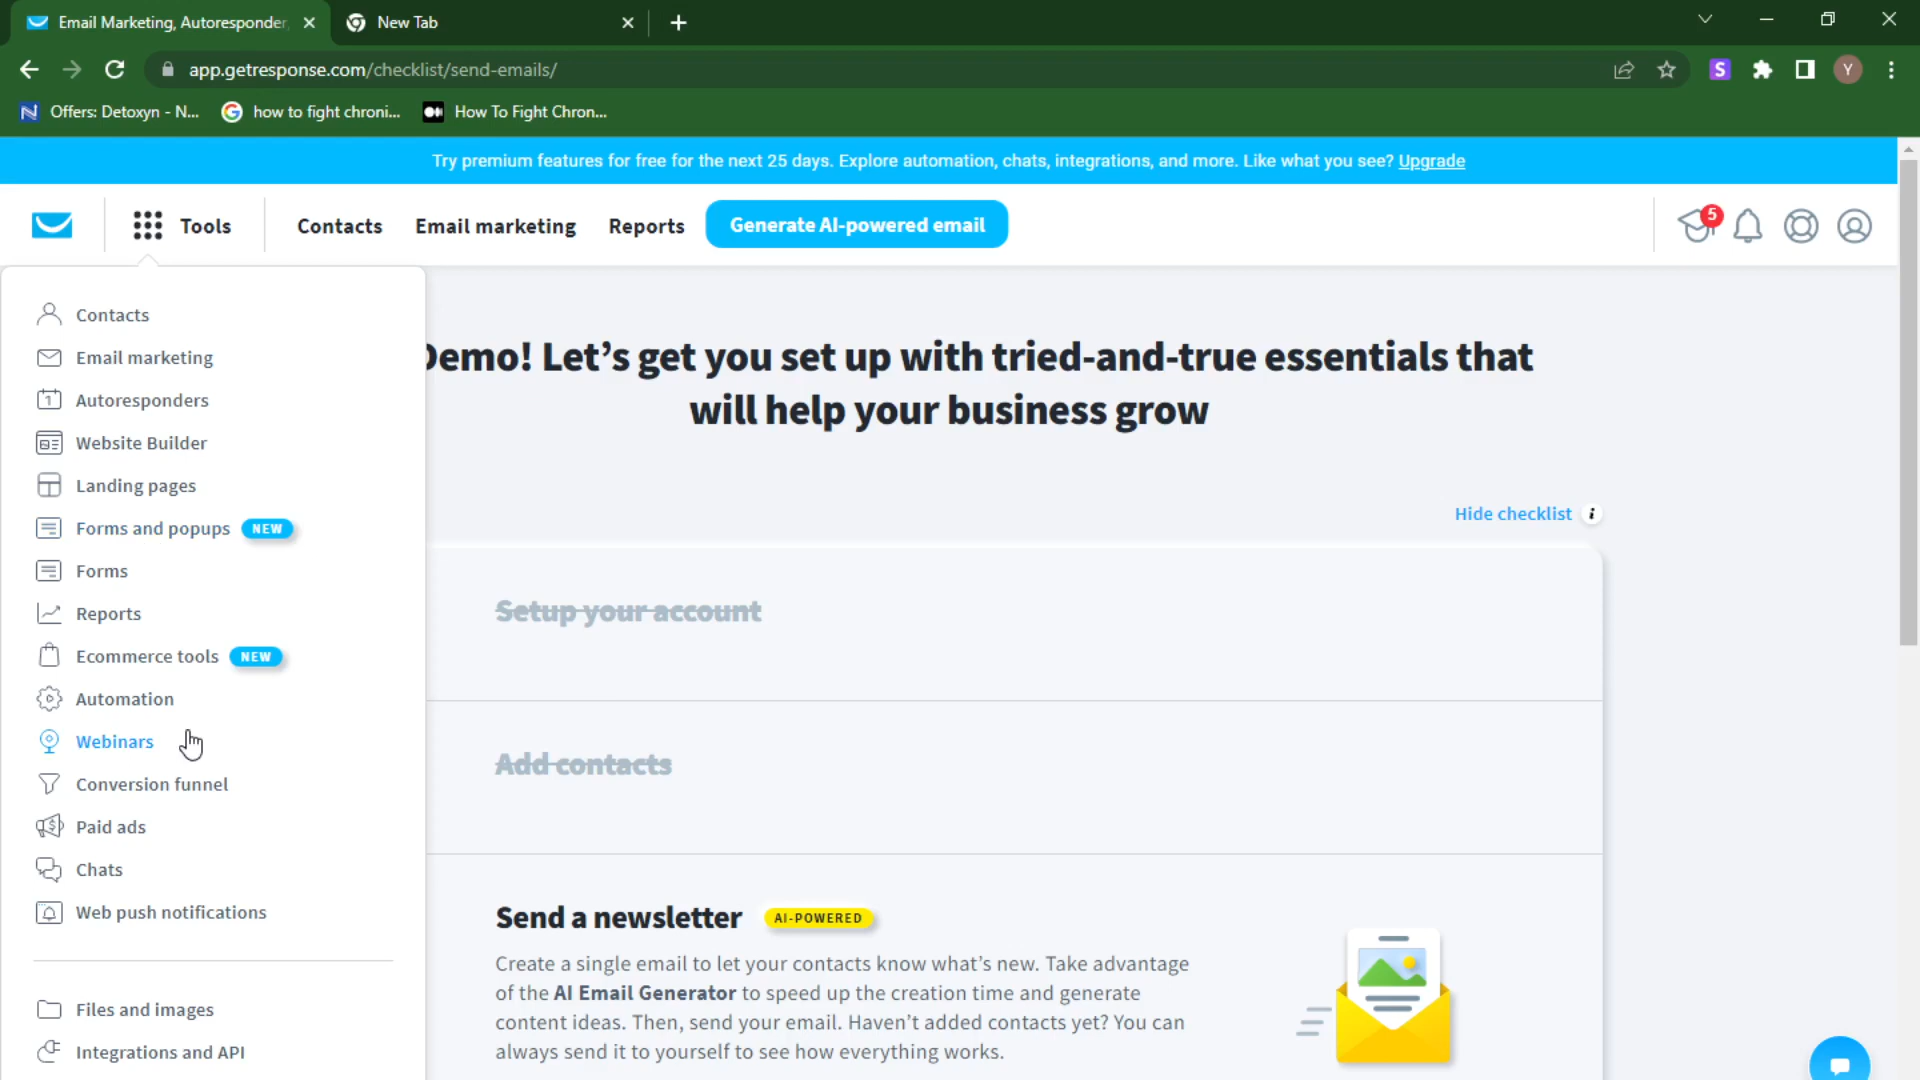 Email Marketing, Autoresponder,
New Tab
app.getresponse.com/checklist/send-emails/
S
Y
Offers: Detoxyn - N...
how to fight chroni...
How To Fight Chron...
Try premium features for free for the next 25 days. Explore automation, chats, integrations, and more. Like what you see? Upgrade
Tools
Contacts
Email marketing
Reports
Generate AI-powered email
5
Contacts
Email marketing
Autoresponders
Website Builder
Landing pages
Forms and popups NEW
Forms
Reports
Ecommerce tools NEW
Automation
Webinars
Conversion funnel
Paid ads
Chats
Web push notifications
Files and images
Integrations and API
Demo! Let's get you set up with tried-and-true essentials that
will help your business grow
Hide checklist i
Setup your account
Add contacts
Send a newsletter AI-POWERED
Create a single email to let your contacts know what's new. Take advantage
of the AI Email Generator to speed up the creation time and generate
content ideas. Then, send your email. Haven't added contacts yet? You can
always send it to yourself to see how everything works.